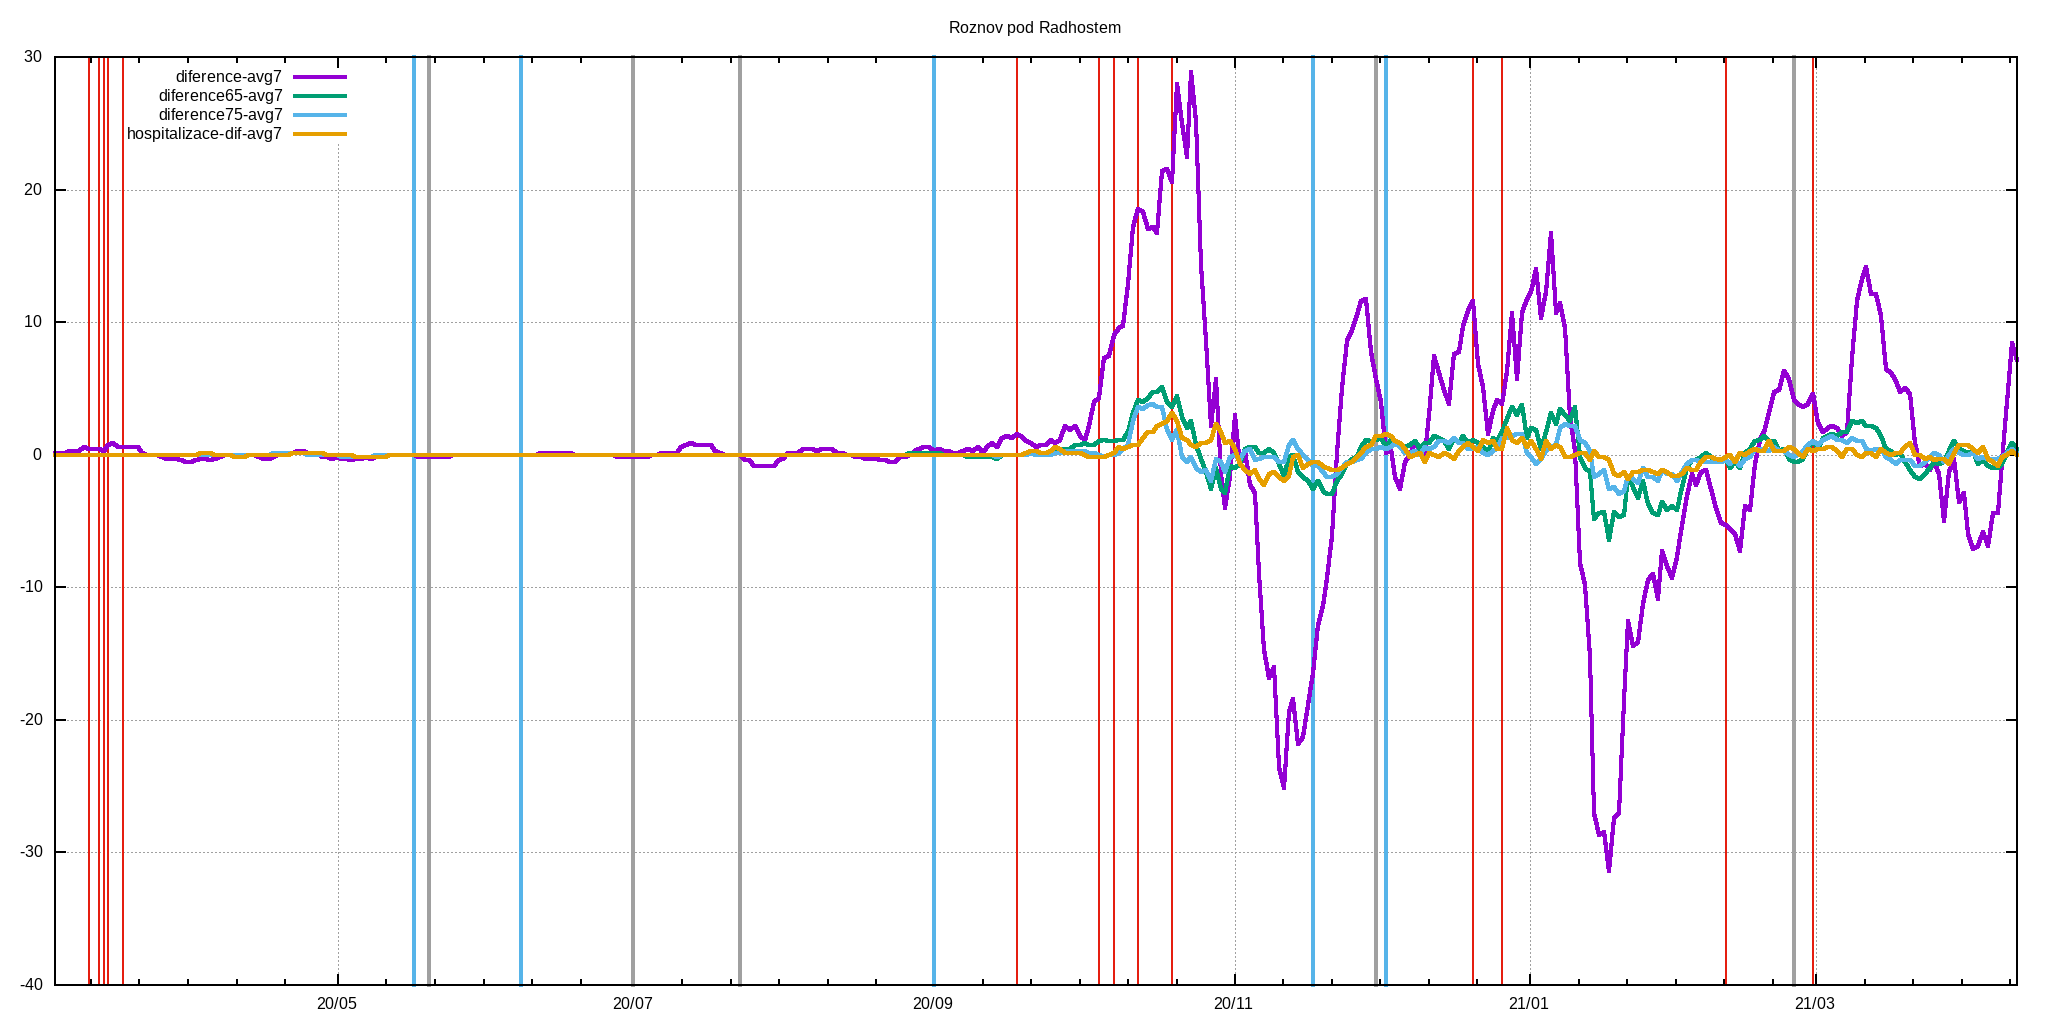 Roznov pod Radhostem
30
diference-avg7
diference65-avg7
diference75-avg7
hospitalizace-dif-avg7
20
10
0
-10
-20
-30
-40
20/05 20/07 20/09 20/11 21/01 21/03